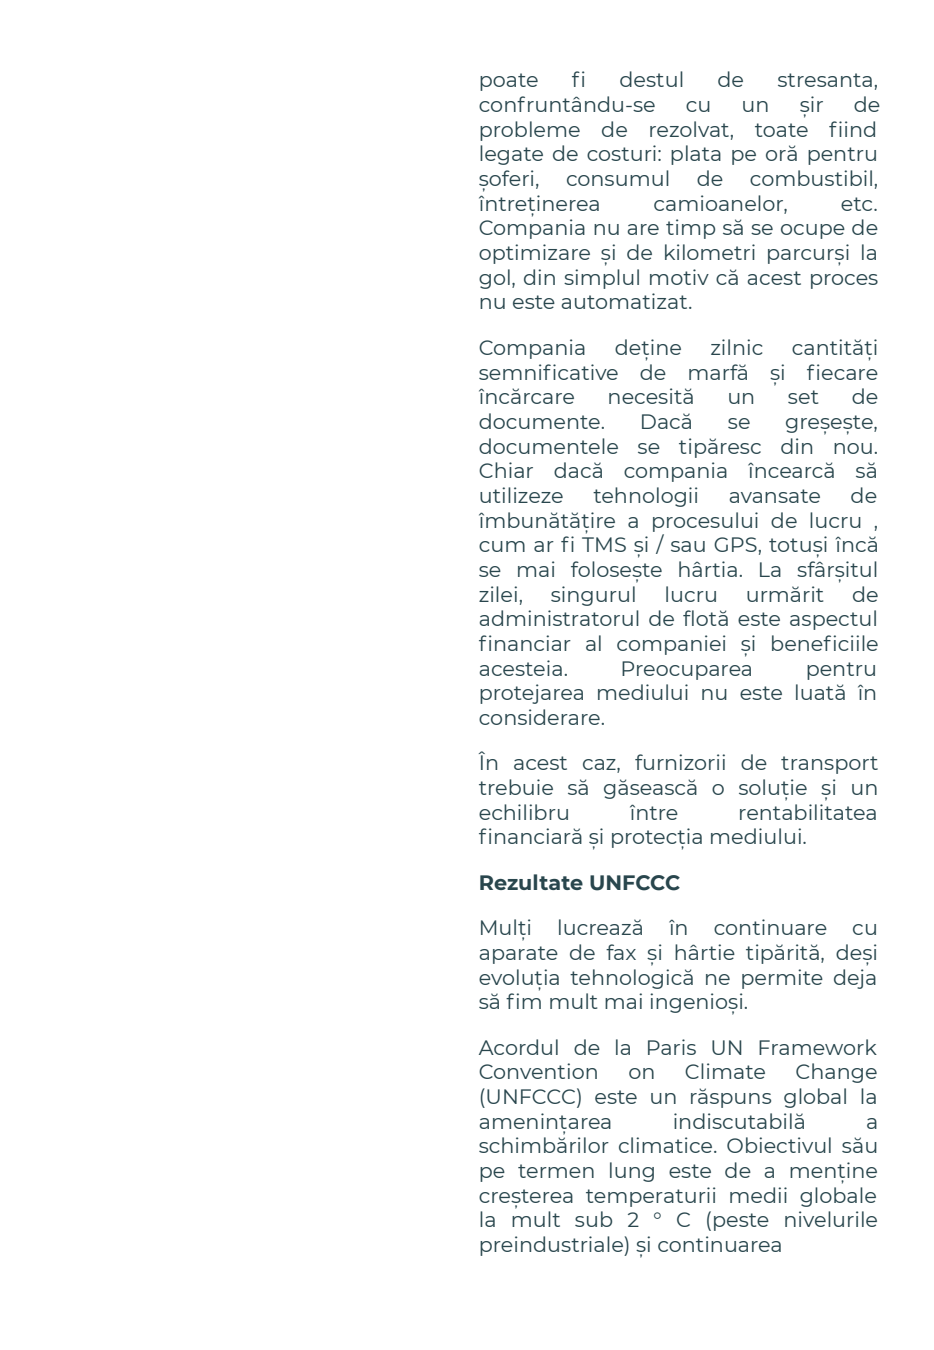 poate fi destul de stresanta,
confruntându-se cu un șir de
probleme de rezolvat, toate fiind
legate de costuri: plata pe oră pentru
șoferi, consumul de combustibil,
întreținerea camioanelor, etc.
Compania nu are timp să se ocupe de
optimizare și de kilometri parcurși la
gol, din simplul motiv că acest proces
nu este automatizat.
Compania deține zilnic cantități
semnificative de marfă și fiecare
încărcare necesită un set de
documente. Dacă se greșește,
documentele se tipăresc din nou.
Chiar dacă compania încearcă să
utilizeze tehnologii avansate de
îmbunătățire a procesului de lucru ,
cum ar fi TMS și / sau GPS, totuși încă
se mai folosește hârtia. La sfârșitul
zilei, singurul lucru urmărit de
administratorul de flotă este aspectul
financiar al companiei și beneficiile
acesteia. Preocuparea pentru
protejarea mediului nu este luată în
considerare.
În acest caz, furnizorii de transport
trebuie să găsească o soluție și un
echilibru între rentabilitatea
financiară și protecția mediului.
Rezultate UNFCCC
Mulți lucrează în continuare cu
aparate de fax și hârtie tipărită, deși
evoluția tehnologică ne permite deja
să fim mult mai ingenioși.
Acordul de la Paris UN Framework
Convention on Climate Change
(UNFCCC) este un răspuns global la
amenințarea indiscutabilă a
schimbărilor climatice. Obiectivul său
pe termen lung este de a menține
creșterea temperaturii medii globale
la mult sub 2 ° C (peste nivelurile
preindustriale) și continuarea